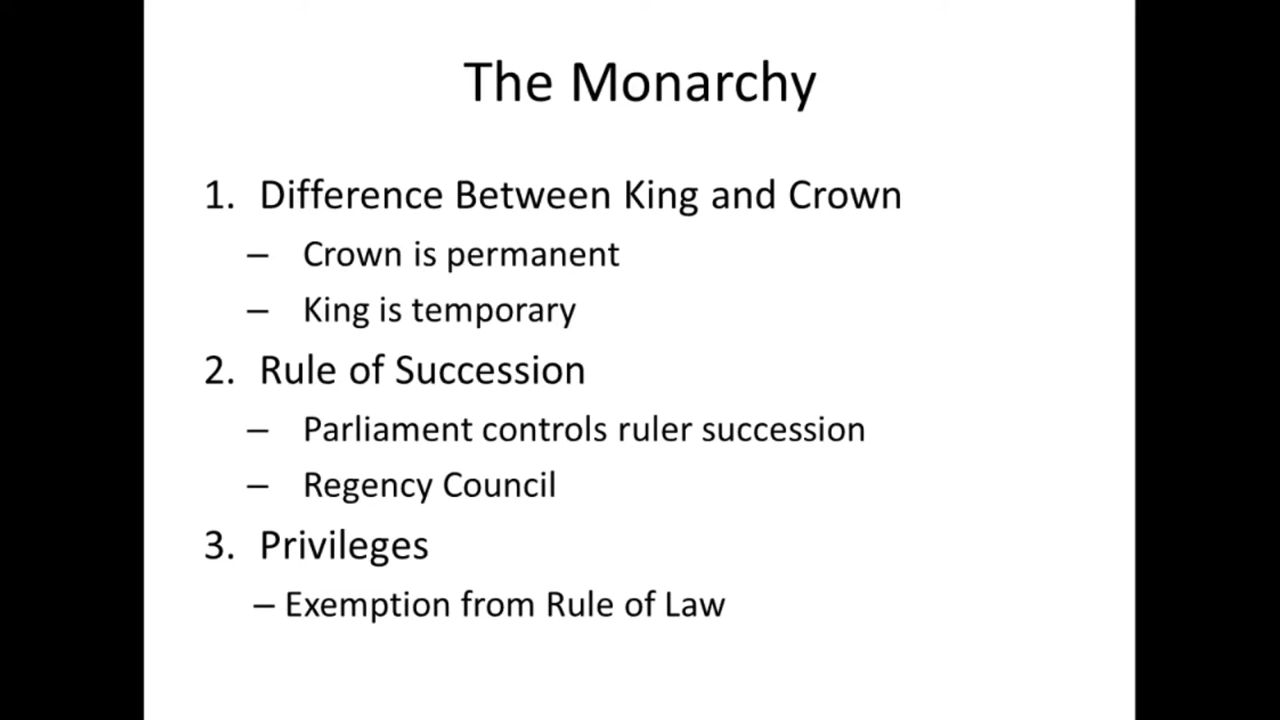 The Monarchy
1. Difference Between King and Crown
– Crown is permanent
– King is temporary
2. Rule of Succession
– Parliament controls ruler succession
– Regency Council
3. Privileges
– Exemption from Rule of Law